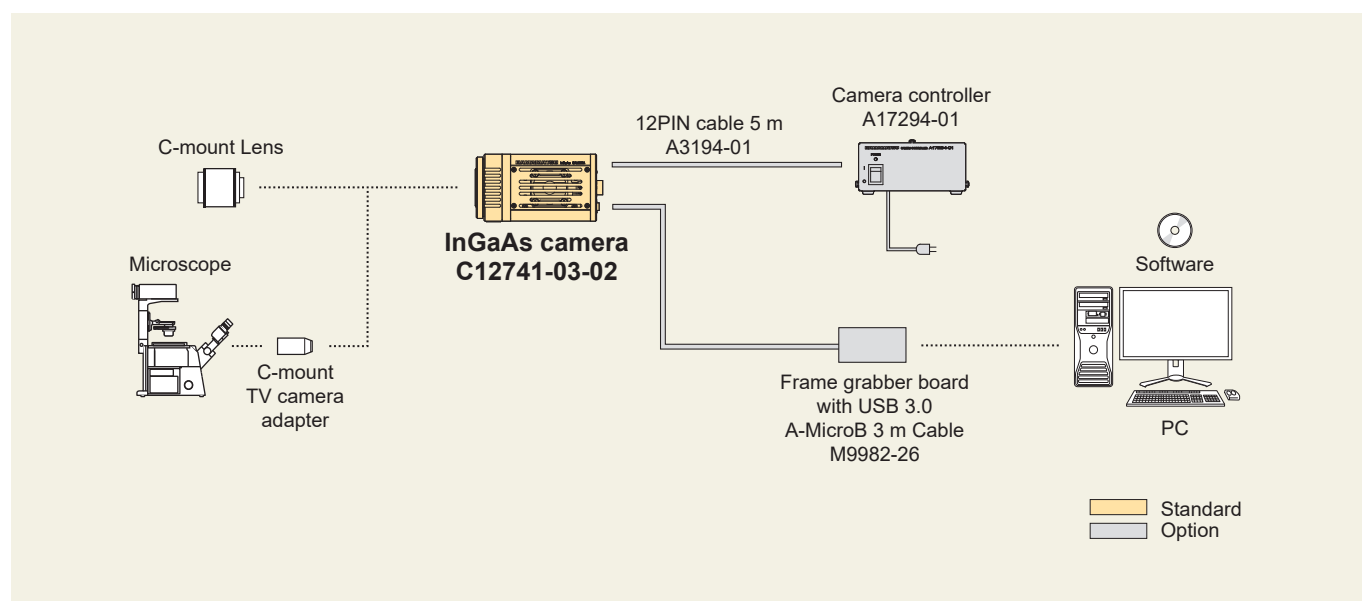 Camera controller
A17294-01
12PIN cable 5 m
A3194-01
C-mount Lens
InGaAs camera
C12741-03-02
Software
Microscope
C-mount
TV camera
adapter
Frame grabber board
with USB 3.0
A-MicroB 3 m Cable
M9982-26
PC
Standard
Option